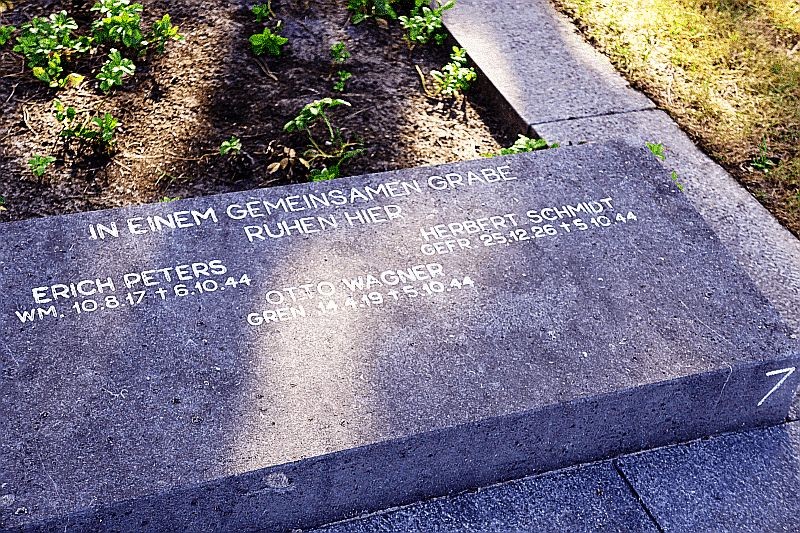 IN EINEM GEMEINSAMEN GRABE
RUHEN HIER
ERICH PETERS
WM. 10.8.17 † 6.10.44
OTTO WAGNER
GREN. 14.4.19 † 5.10.44
HERBERT SCHMIDT
GEFR 25.12.26 † 5.10.44
7